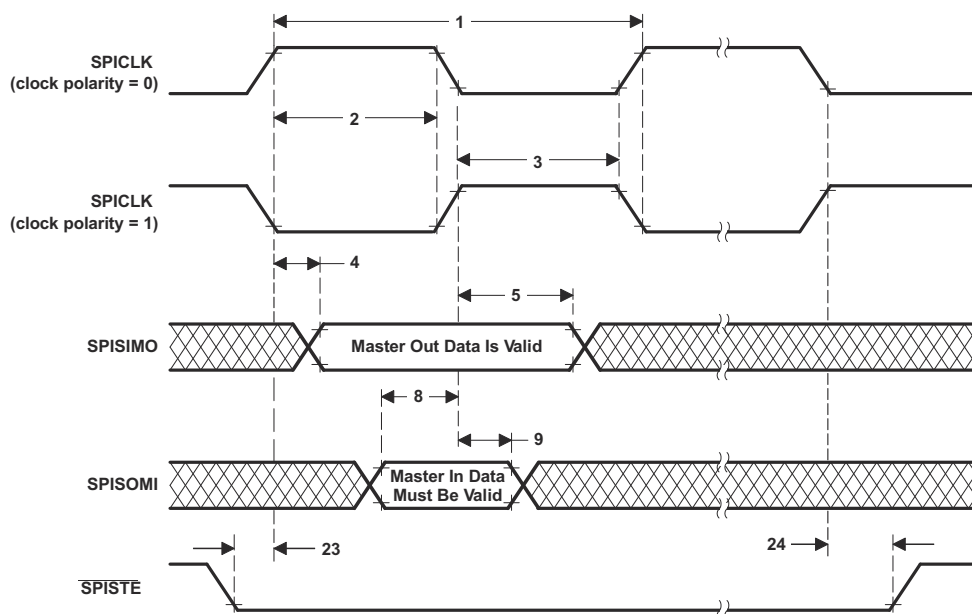 1
SPICLK
(clock polarity = 0)
2
3
SPICLK
(clock polarity = 1)
4
5
SPISIMO
Master Out Data Is Valid
8
9
SPISOMI
Master In Data
Must Be Valid
23
24
SPISTE